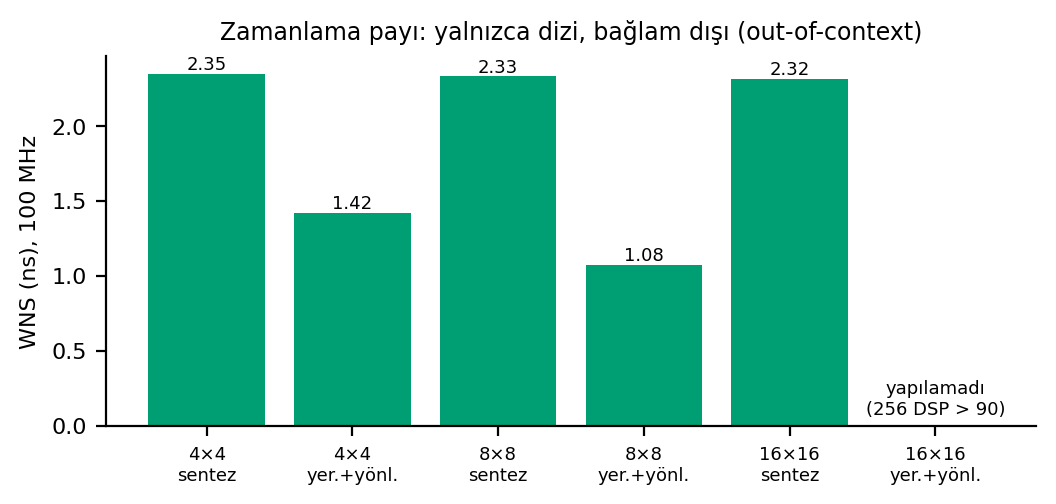 Zamanlama payı: yalnızca dizi, bağlam dışı (out-of-context)
WNS (ns), 100 MHz
2.0
1.5
1.0
0.5
0.0
2.35
1.42
2.33
1.08
2.32
yapılamadı
(256 DSP > 90)
4×4
sentez
4×4
yer.+yönl.
8×8
sentez
8×8
yer.+yönl.
16×16
sentez
16×16
yer.+yönl.